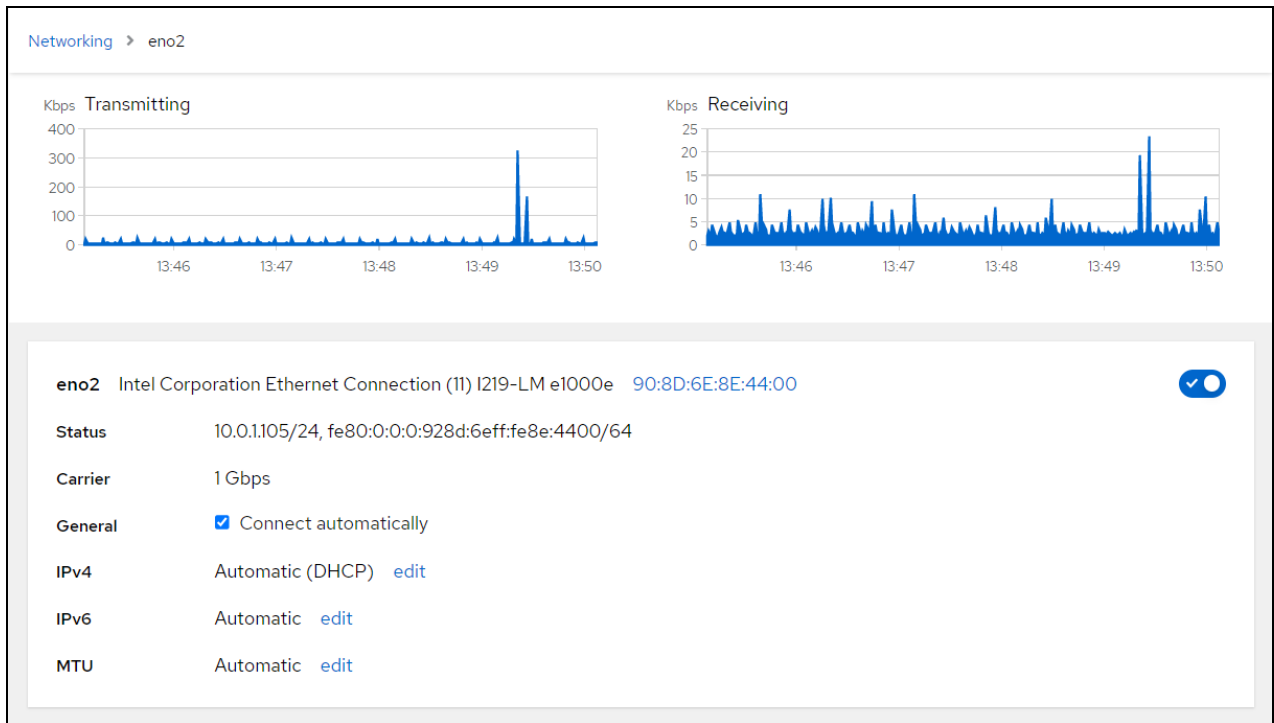 Networking > eno2
Kbps Transmitting
400
300
200
100
0
13:46 13:47 13:48 13:49 13:50
Kbps Receiving
25
20
15
10
5
0
13:46 13:47 13:48 13:49 13:50
eno2 Intel Corporation Ethernet Connection (11) I219-LM e1000e 90:8D:6E:8E:44:00
Status 10.0.1.105/24, fe80:0:0:0:928d:6eff:fe8e:4400/64
Carrier 1 Gbps
General Connect automatically
IPv4 Automatic (DHCP) edit
IPv6 Automatic edit
MTU Automatic edit